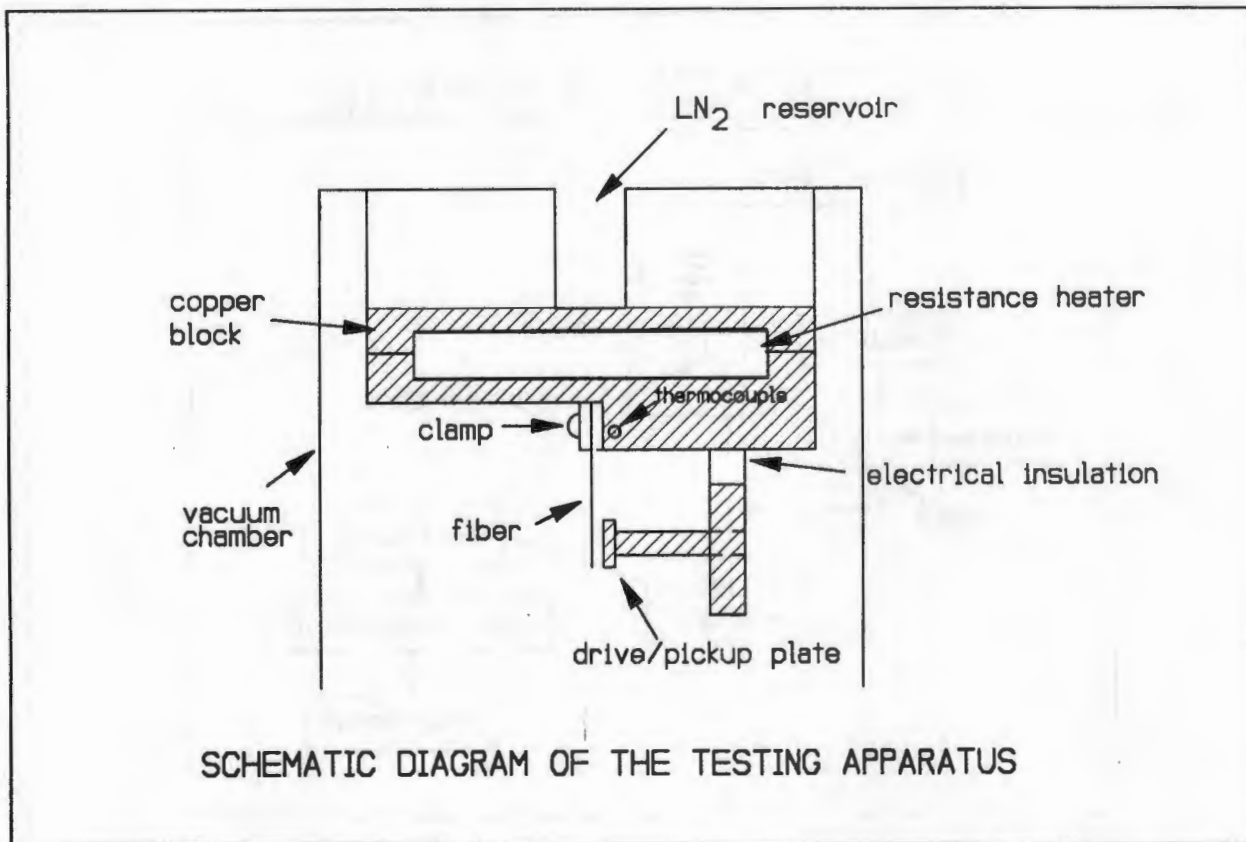 LN2 reservoir
copper
block
resistance heater
thermocouple
clamp
electrical insulation
vacuum
chamber
fiber
drive/pickup plate
SCHEMATIC DIAGRAM OF THE TESTING APPARATUS